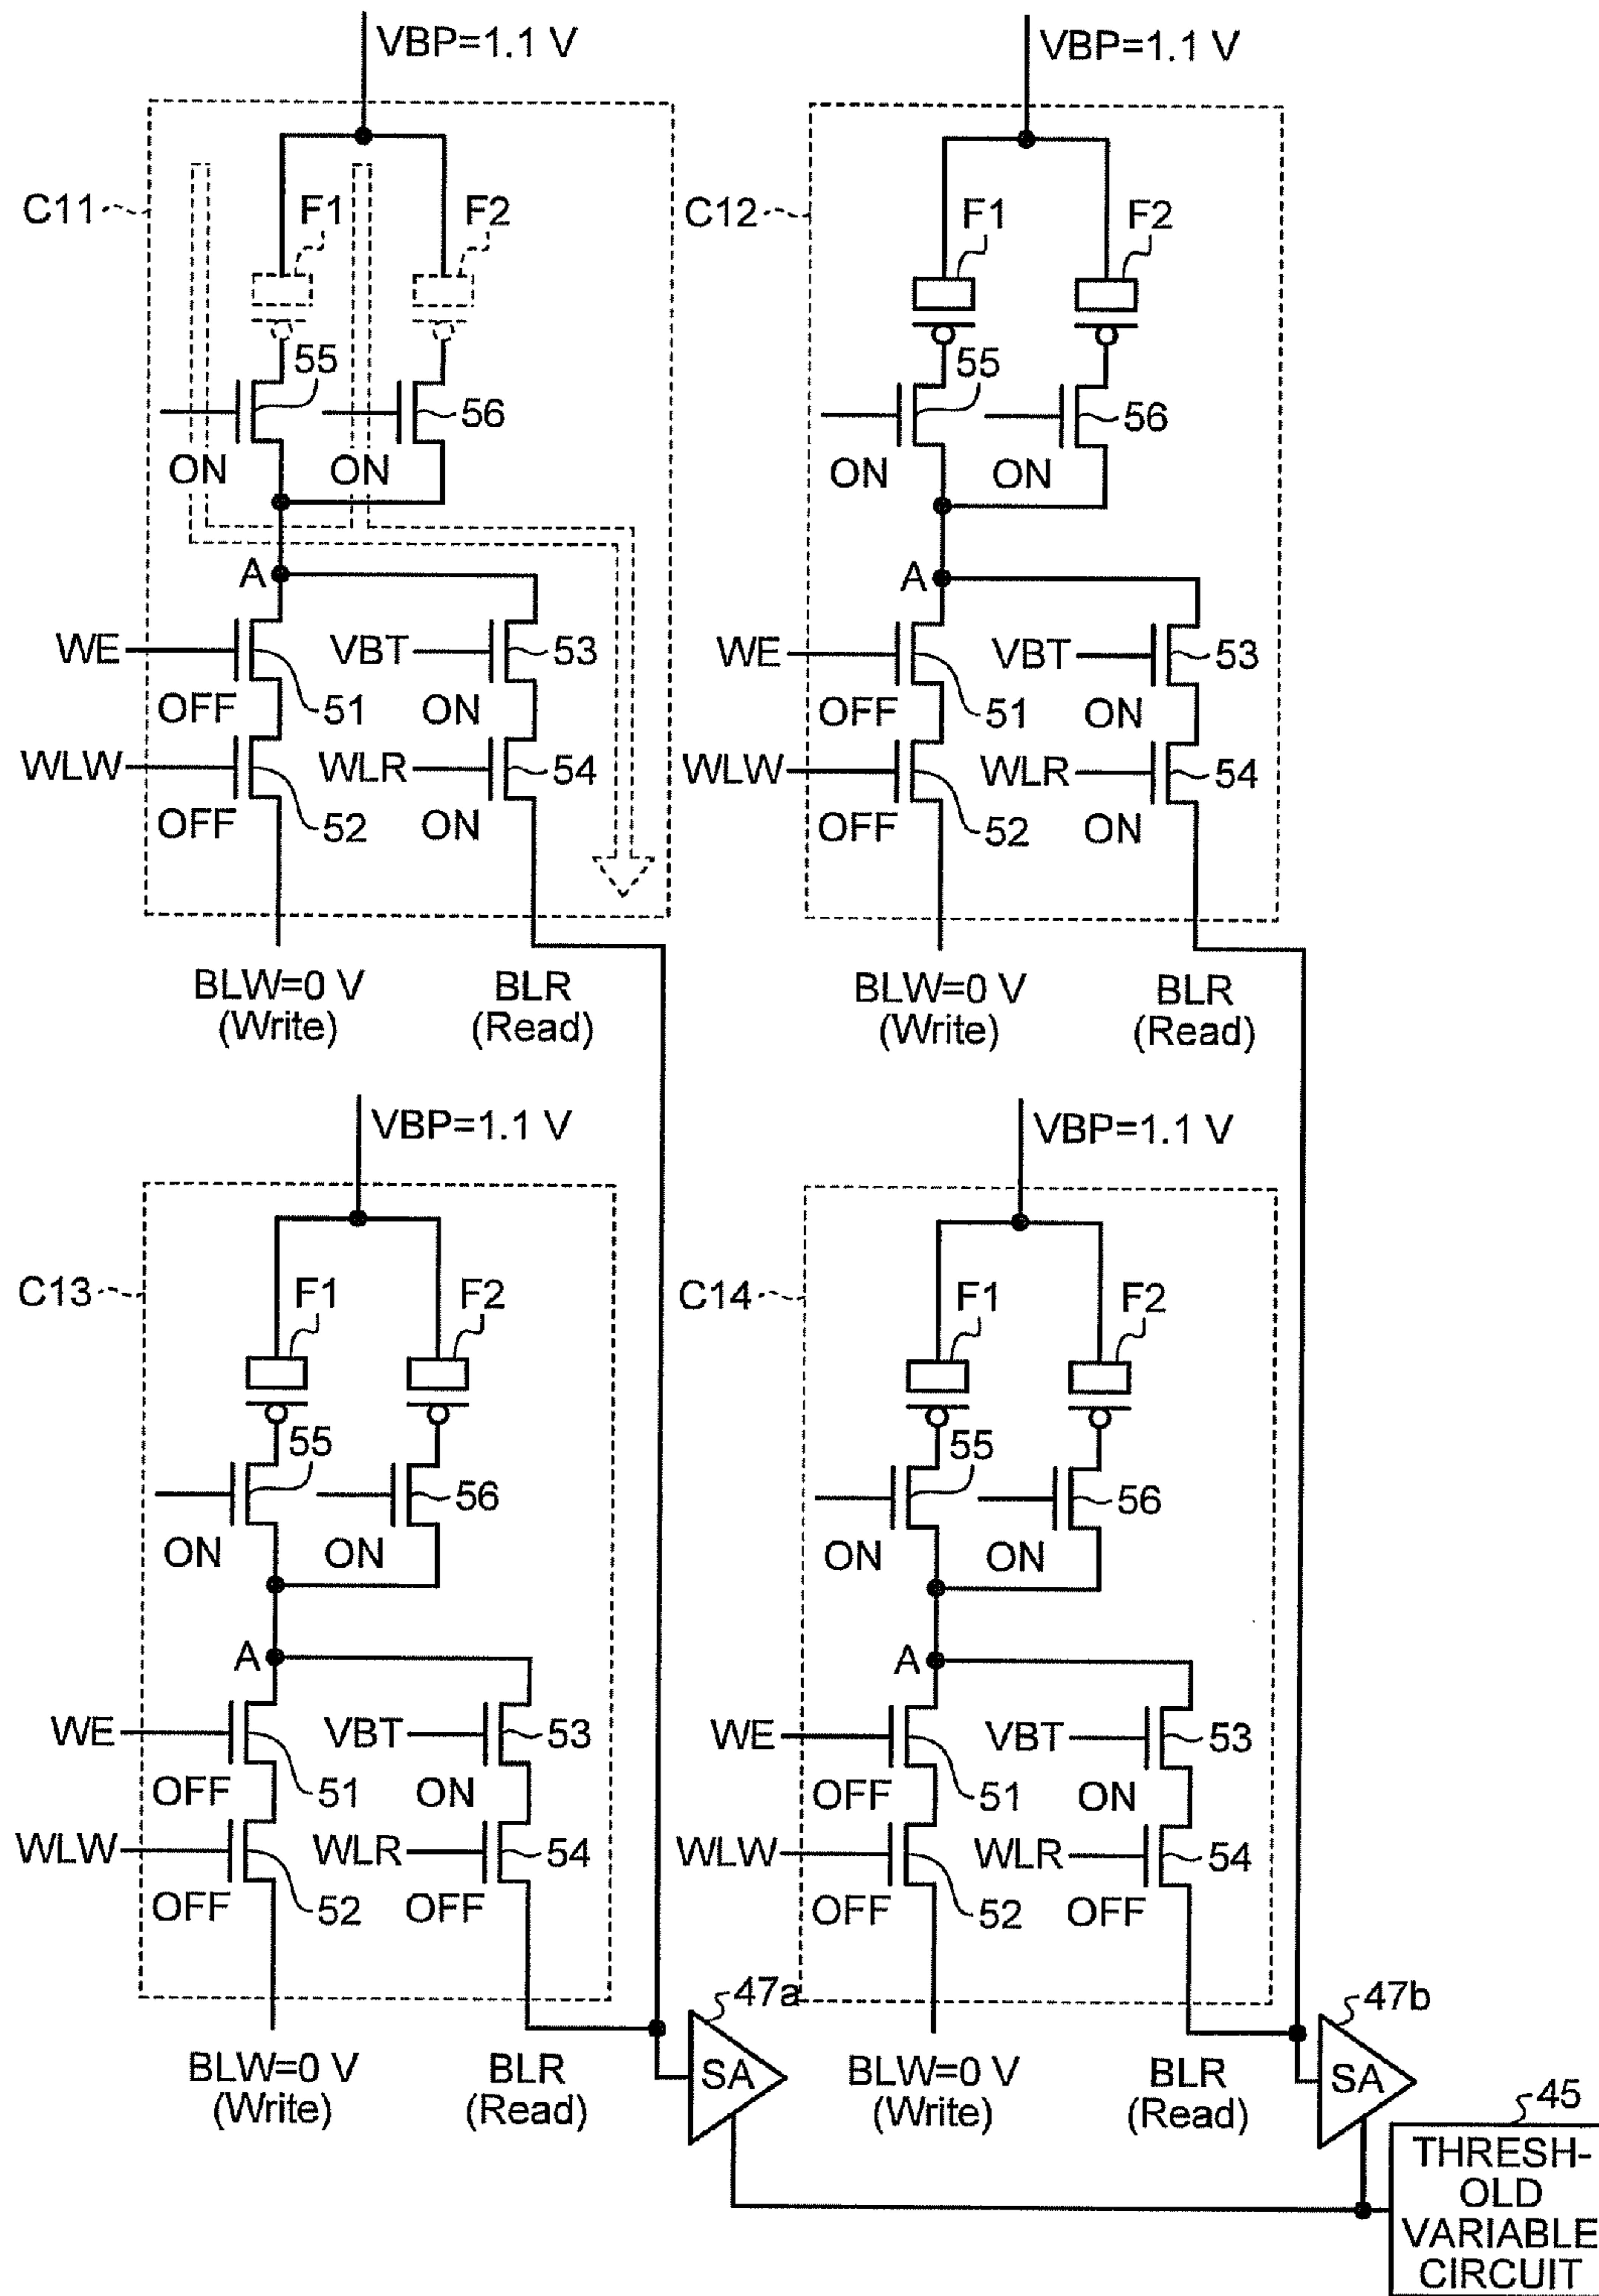 VBP=1.1 V
C11
F1
F2
55
56
ON
ON
A
WE
VBT
53
OFF
51
ON
WLW
WLR
54
OFF
52
ON
BLW=0 V
(Write)
BLR
(Read)
VBP=1.1 V
C12
F1
F2
55
56
ON
ON
A
WE
VBT
53
OFF
51
ON
WLW
WLR
54
OFF
52
ON
BLW=0 V
(Write)
BLR
(Read)
VBP=1.1 V
C13
F1
F2
55
56
ON
ON
A
WE
VBT
53
OFF
51
ON
WLW
WLR
54
OFF
52
OFF
BLW=0 V
(Write)
BLR
(Read)
47a
SA
VBP=1.1 V
C14
F1
F2
55
56
ON
ON
A
WE
VBT
53
OFF
51
ON
WLW
WLR
54
OFF
52
OFF
BLW=0 V
(Write)
BLR
(Read)
47b
SA
45
THRESH-
OLD
VARIABLE
CIRCUIT